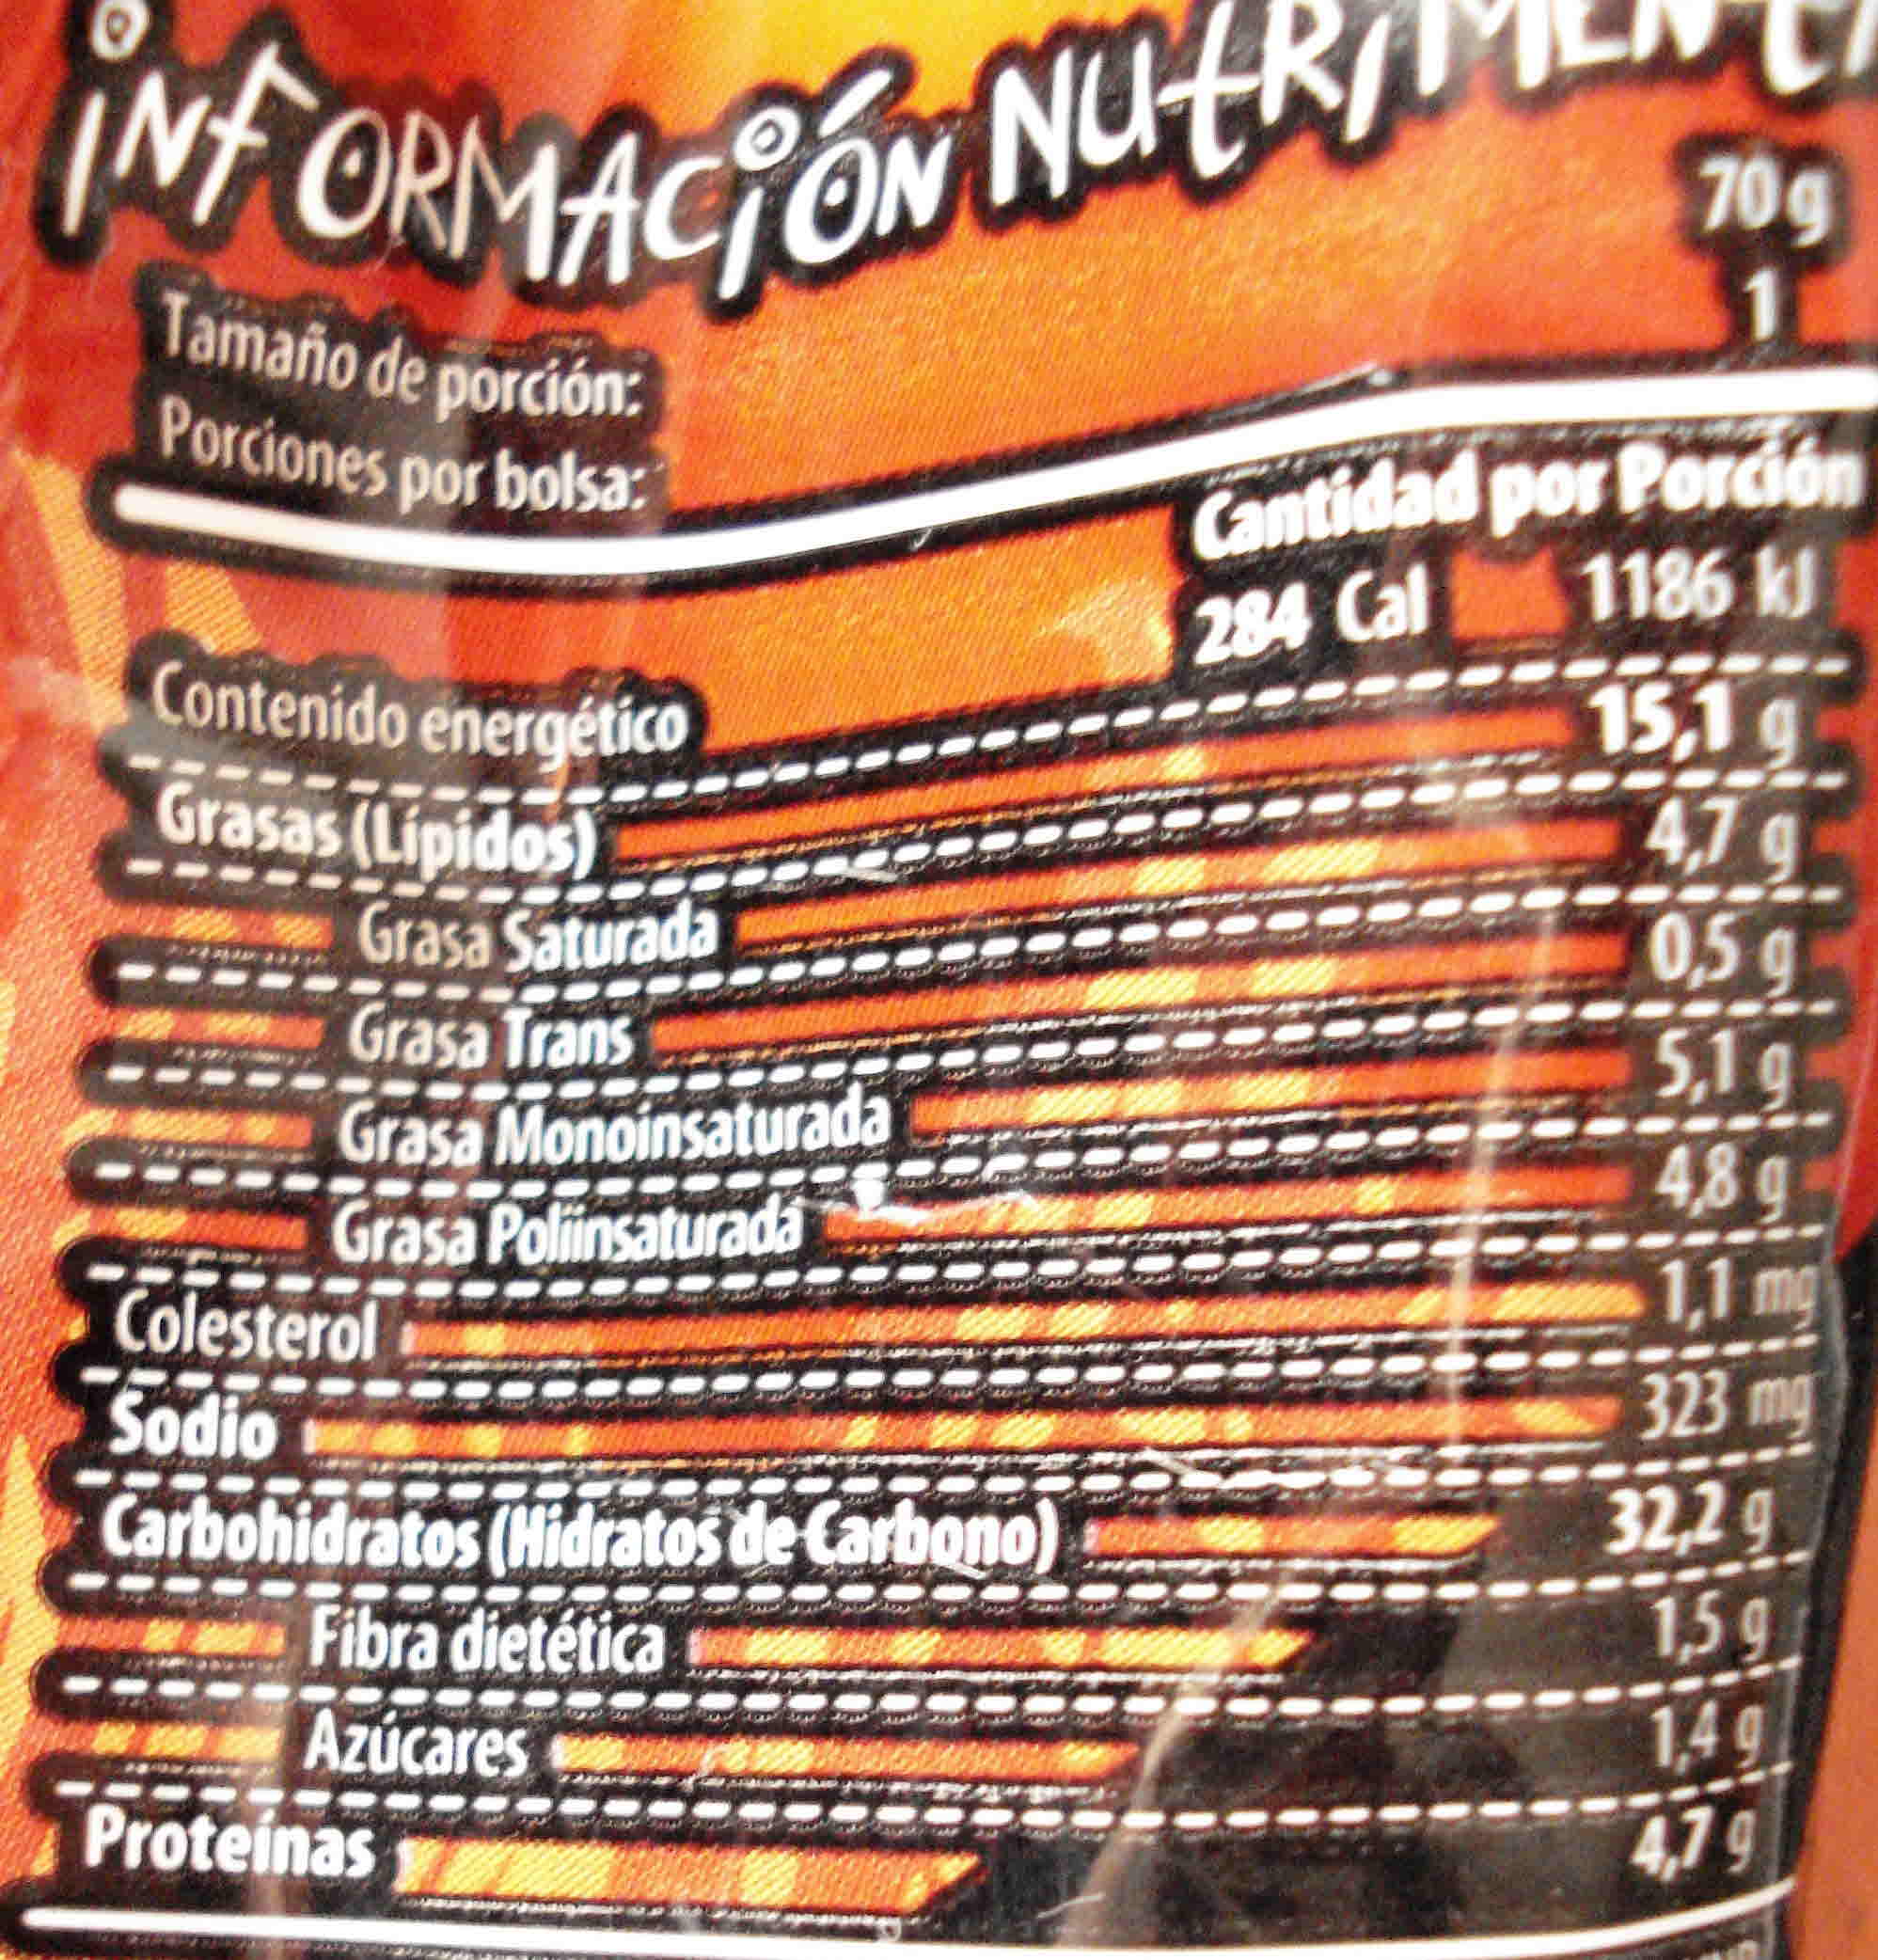 INFORMACIÓN NUTRIMENT
Tamaño de porción: 70 g
Porciones por bolsa: 1
Cantidad por Porción
Contenido energético 284 Cal 1186 kJ
Grasas (Lípidos) 15,1 g
Grasa Saturada 4,7 g
Grasa Trans 0,5 g
Grasa Monoinsaturada 5,1 g
Grasa Poliinsaturada 4,8 g
Colesterol 1,1 mg
Sodio 323 mg
Carbohidratos (Hidratos de Carbono) 32,2 g
Fibra dietética 1,5 g
Azúcares 1,4 g
Proteínas 4,7 g